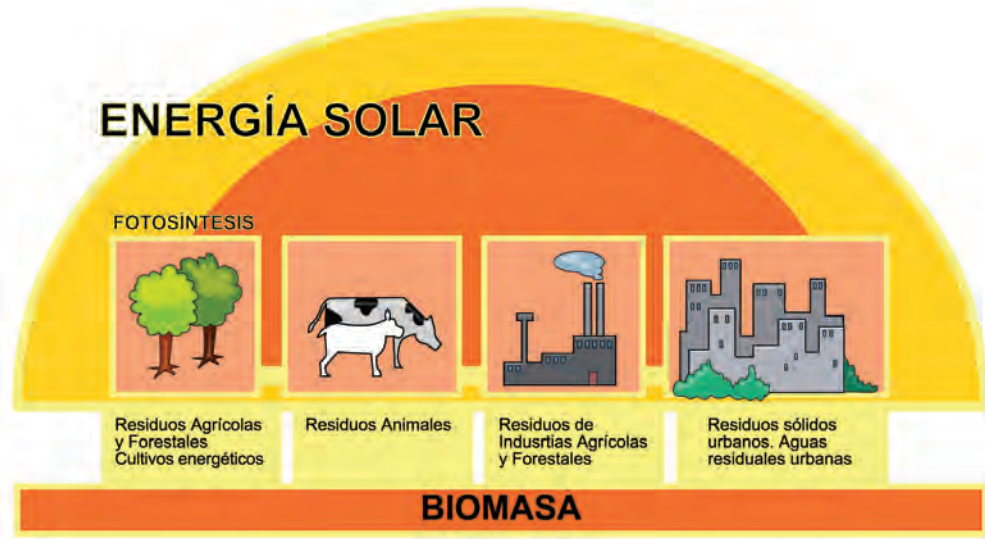 ENERGÍA SOLAR
FOTOSÍNTESIS
Residuos Agrícolas
y Forestales
Cultivos energéticos
Residuos Animales
Residuos de
Indusrtias Agrícolas
y Forestales
Residuos sólidos
urbanos. Aguas
residuales urbanas
BIOMASA